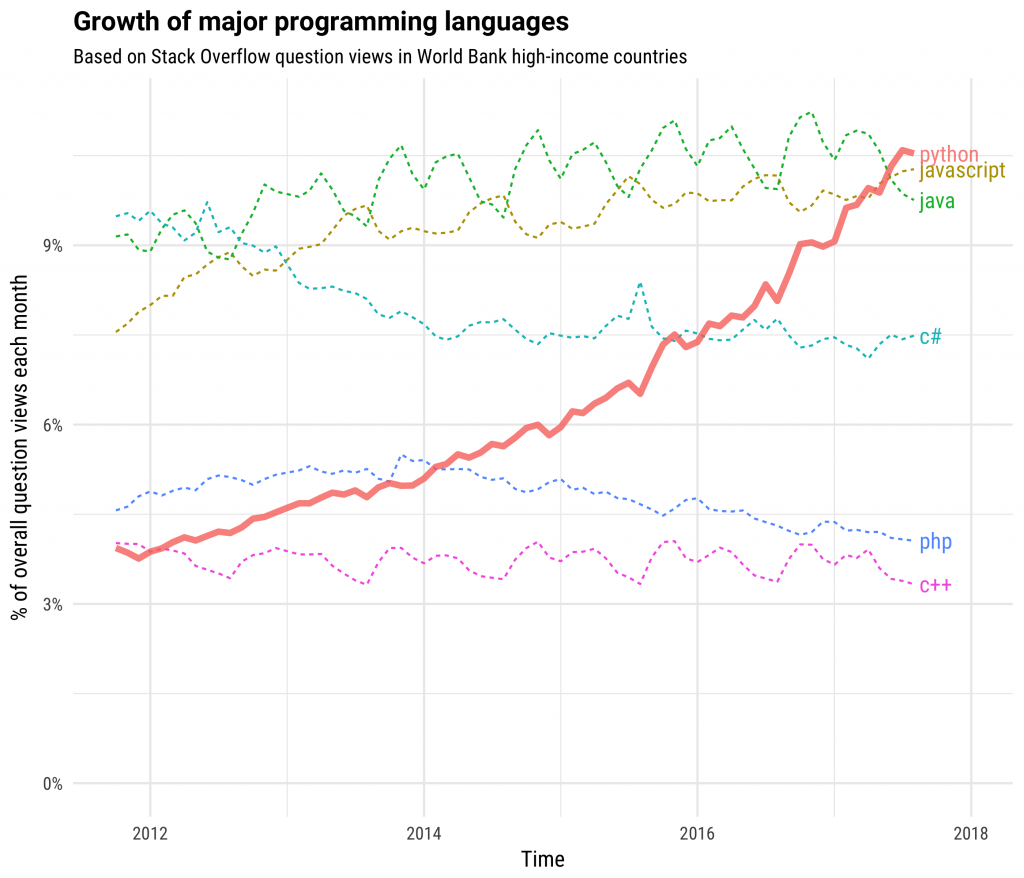 Growth of major programming languages
Based on Stack Overflow question views in World Bank high-income countries
% of overall question views each month
9%
6%
3%
0%
python
javascript
java
c#
php
c++
2012
2014
2016
2018
Time